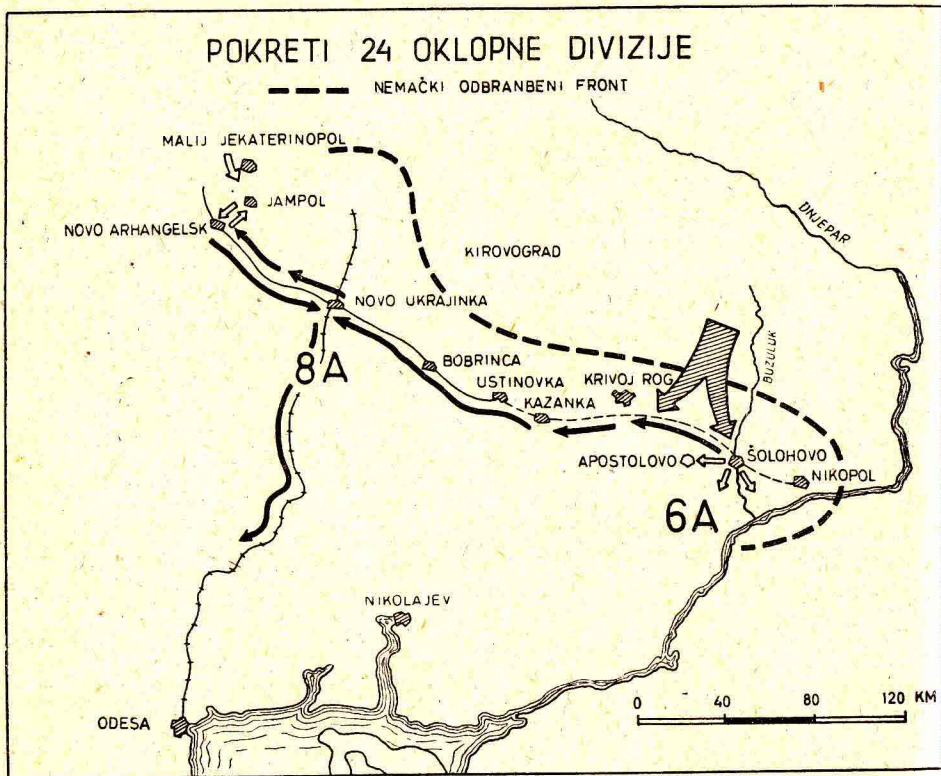 POKRETI 24 OKLOPNE DIVIZIJE
NEMAČKI ODBRANBENI FRONT
MALIJ JEKATERINOPOL
JAMPOL
NOVO ARHANGELSK
DNJEPAR
KIROVOGRAD
NOVO UKRAJINKA
8A
BOBRINCA
BUZULUK
USTINOVKA
KRIVOJ ROG
KAZANKA
APOSTOLOVO
ŠOLOHOVO
NIKOPOL
6A
NIKOLAJEV
ODESA
0 40 80 120 KM